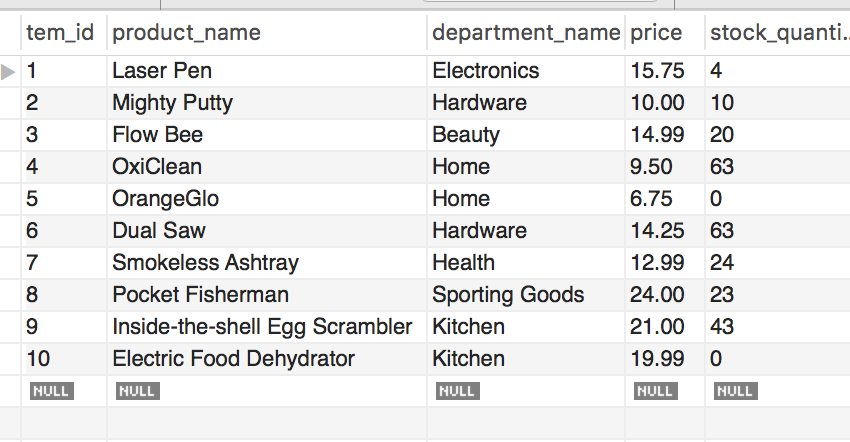 tem_id product_name department_name price stock_quanti..
1 Laser Pen Electronics 15.75 4
2 Mighty Putty Hardware 10.00 10
3 Flow Bee Beauty 14.99 20
4 OxiClean Home 9.50 63
5 OrangeGlo Home 6.75 0
6 Dual Saw Hardware 14.25 63
7 Smokeless Ashtray Health 12.99 24
8 Pocket Fisherman Sporting Goods 24.00 23
9 Inside-the-shell Egg Scrambler Kitchen 21.00 43
10 Electric Food Dehydrator Kitchen 19.99 0
NULL NULL NULL NULL NULL